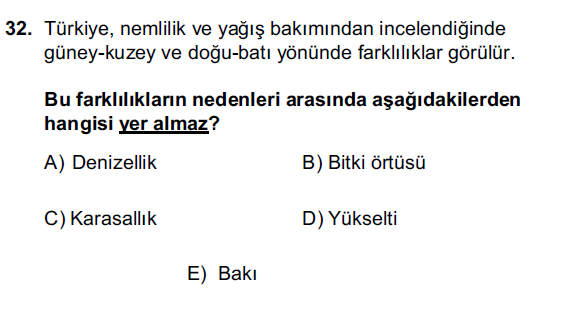 32. Türkiye, nemlilik ve yağış bakımından incelendiğinde
güney-kuzey ve doğu-batı yönünde farklılıklar görülür.
Bu farklılıkların nedenleri arasında aşağıdakilerden
hangisi yer almaz?
A) Denizellik B) Bitki örtüsü
C) Karasallık D) Yükselti
E) Bakı